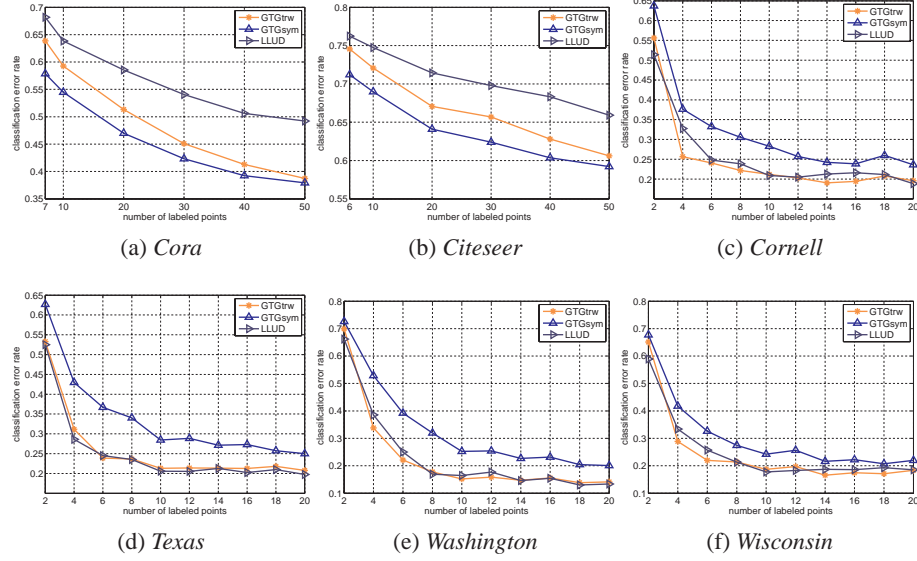 0.7
0.65
0.6
0.55
0.5
0.45
0.4
0.35
classification error rate
GTGtrw
GTGsym
LLUD
7 10 20 30 40 50
number of labeled points
(a) Cora
0.8
0.75
0.7
0.65
0.6
0.55
classification error rate
GTGtrw
GTGsym
LLUD
6 10 20 30 40 50
number of labeled points
(b) Citeseer
0.65
0.6
0.55
0.5
0.45
0.4
0.35
0.3
0.25
0.2
classification error rate
GTGtrw
GTGsym
LLUD
2 4 6 8 10 12 14 16 18 20
number of labeled points
(c) Cornell
0.65
0.6
0.55
0.5
0.45
0.4
0.35
0.3
0.25
0.2
classification error rate
GTGtrw
GTGsym
LLUD
2 4 6 8 10 12 14 16 18 20
number of labeled points
(d) Texas
0.8
0.7
0.6
0.5
0.4
0.3
0.2
0.1
classification error rate
GTGtrw
GTGsym
LLUD
2 4 6 8 10 12 14 16 18 20
number of labeled points
(e) Washington
0.8
0.7
0.6
0.5
0.4
0.3
0.2
0.1
classification error rate
GTGtrw
GTGsym
LLUD
2 4 6 8 10 12 14 16 18 20
number of labeled points
(f) Wisconsin